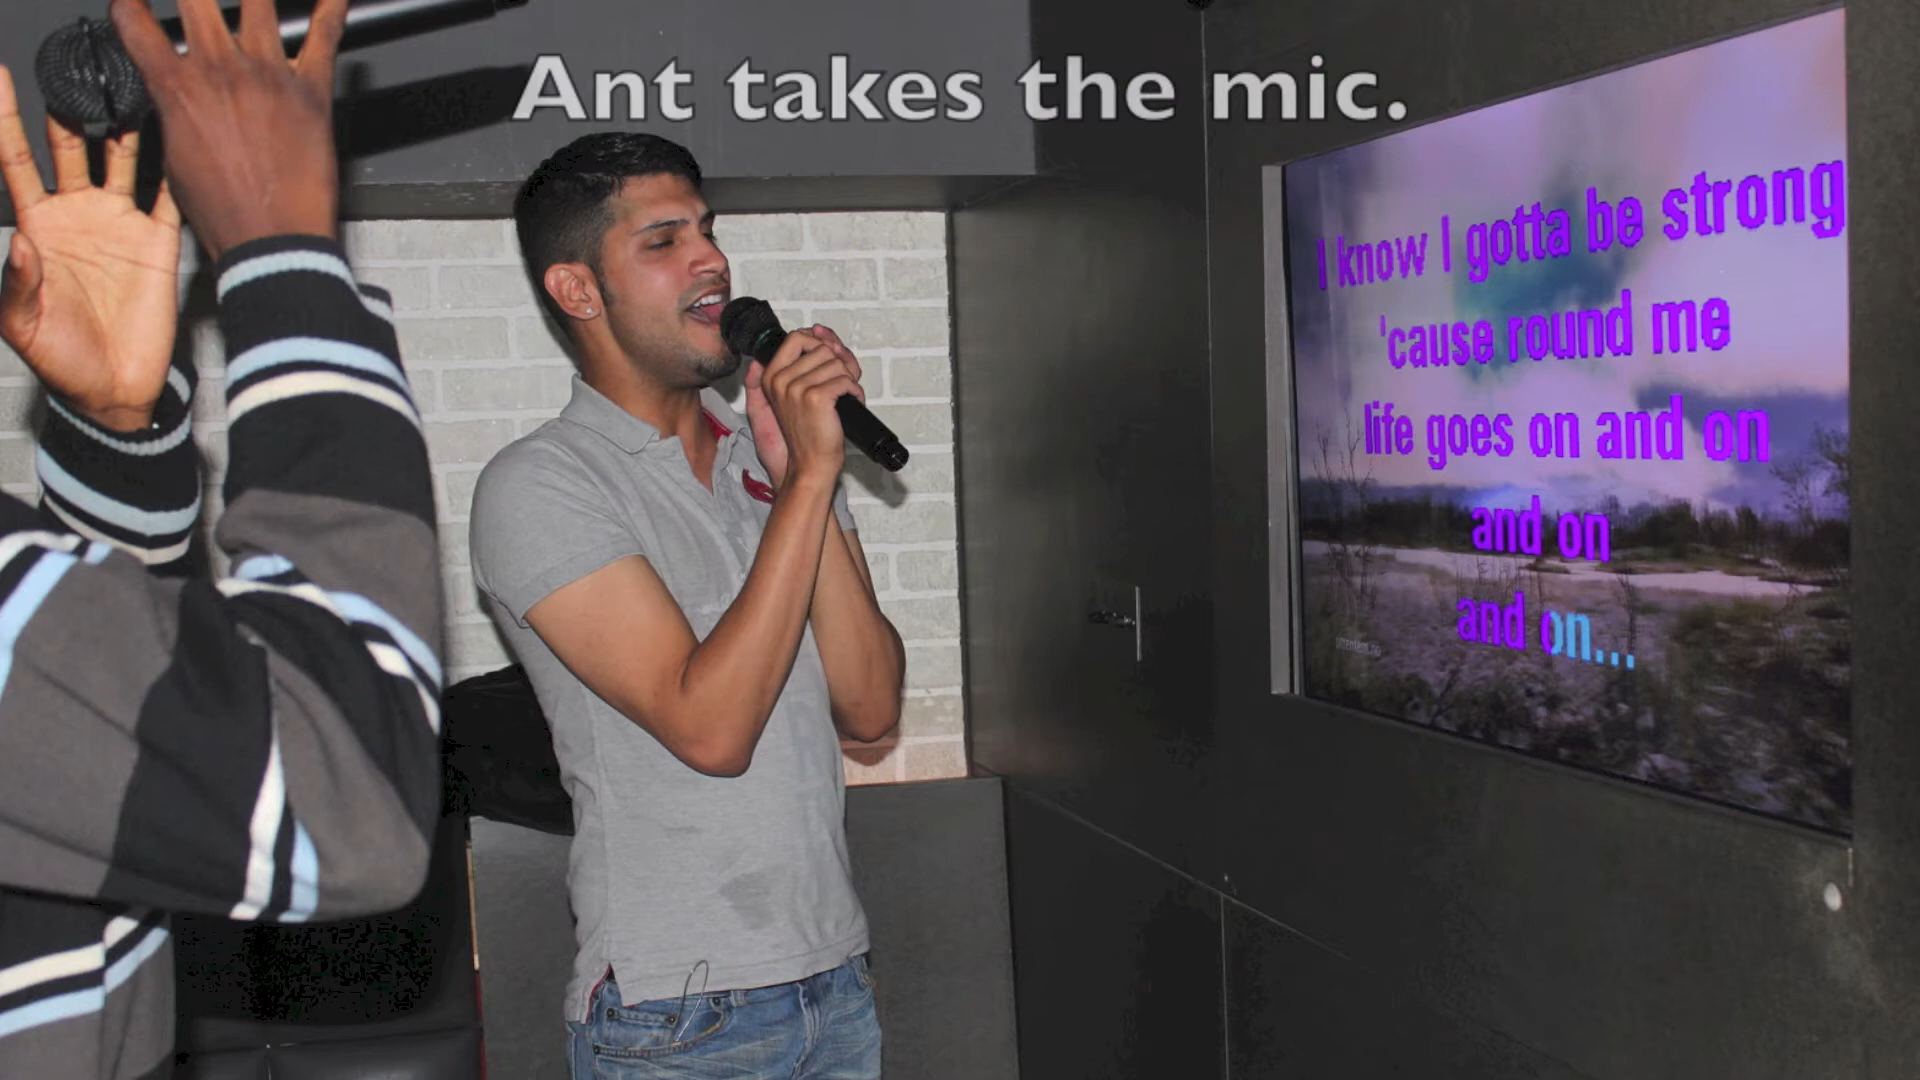 Ant takes the mic.
I know I gotta be strong
'cause round me
life goes on and on
and on
and on...